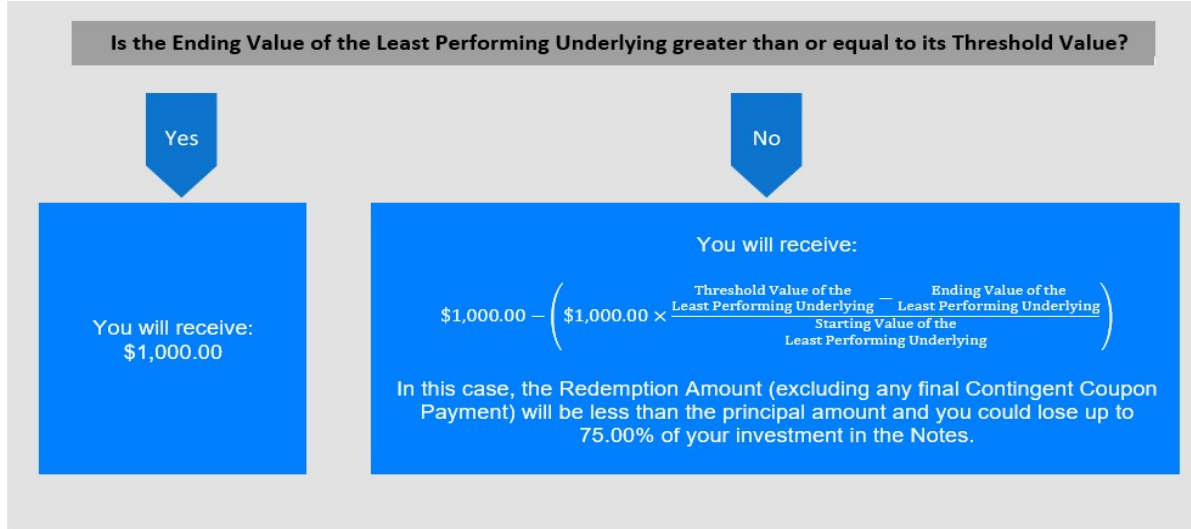 Is the Ending Value of the Least Performing Underlying greater than or equal to its Threshold Value?
Yes
No
You will receive:
$1,000.00
You will receive:
Threshold Value of the Ending Value of the
$1,000.00 − ( $1,000.00 × Least Performing Underlying − Least Performing Underlying )
Starting Value of the
Least Performing Underlying
In this case, the Redemption Amount (excluding any final Contingent Coupon
Payment) will be less than the principal amount and you could lose up to
75.00% of your investment in the Notes.